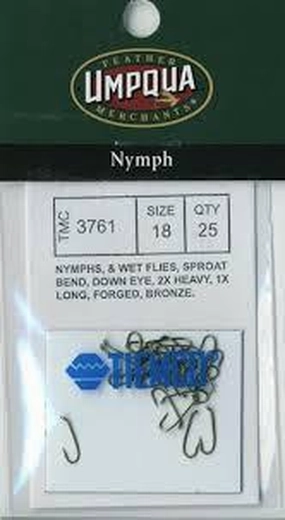 FEATHER
UMPQUA
MERCHANTS®
Nymph
TMC 3761 SIZE 18 QTY 25
NYMPHS, & WET FLIES, SPROAT
BEND, DOWN EYE, 2X HEAVY, 1X
LONG, FORGED, BRONZE.
TIEMCO